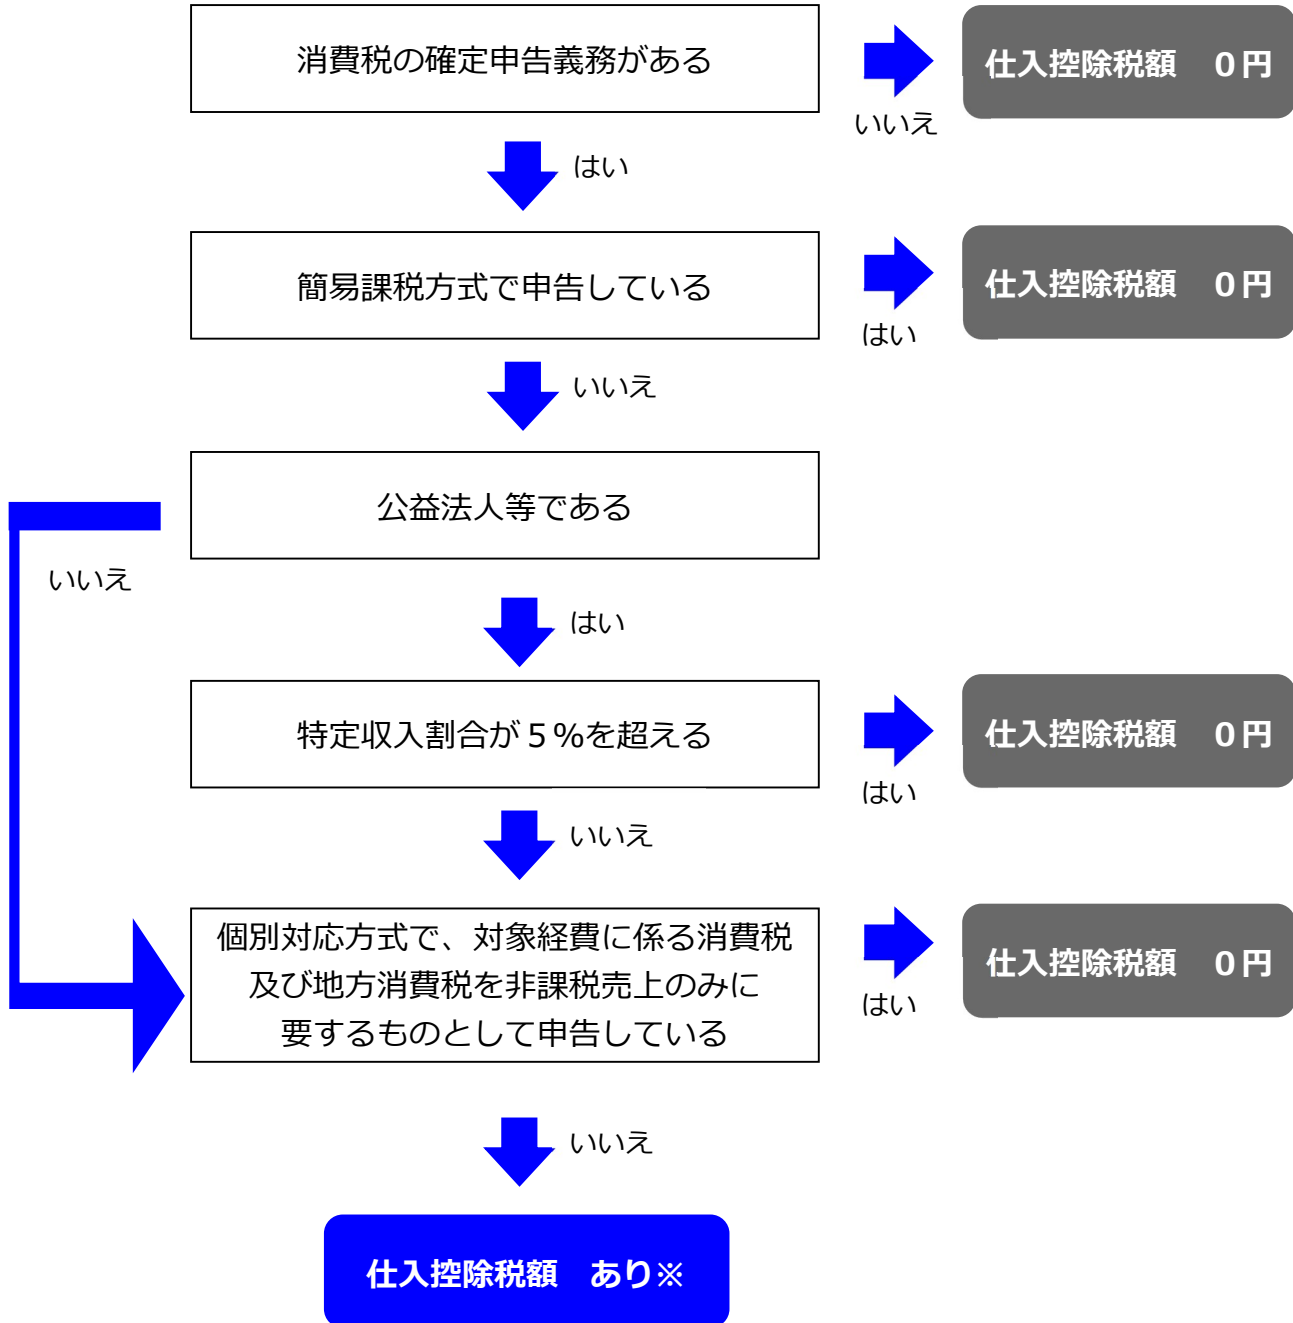 消費税の確定申告義務がある
仕入控除税額　０円
いいえ
はい
簡易課税方式で申告している
仕入控除税額　０円
はい
いいえ
公益法人等である
いいえ
はい
特定収入割合が５％を超える
仕入控除税額　０円
はい
いいえ
個別対応方式で、対象経費に係る消費税
及び地方消費税を非課税売上のみに
要するものとして申告している
仕入控除税額　０円
はい
いいえ
仕入控除税額　あり※